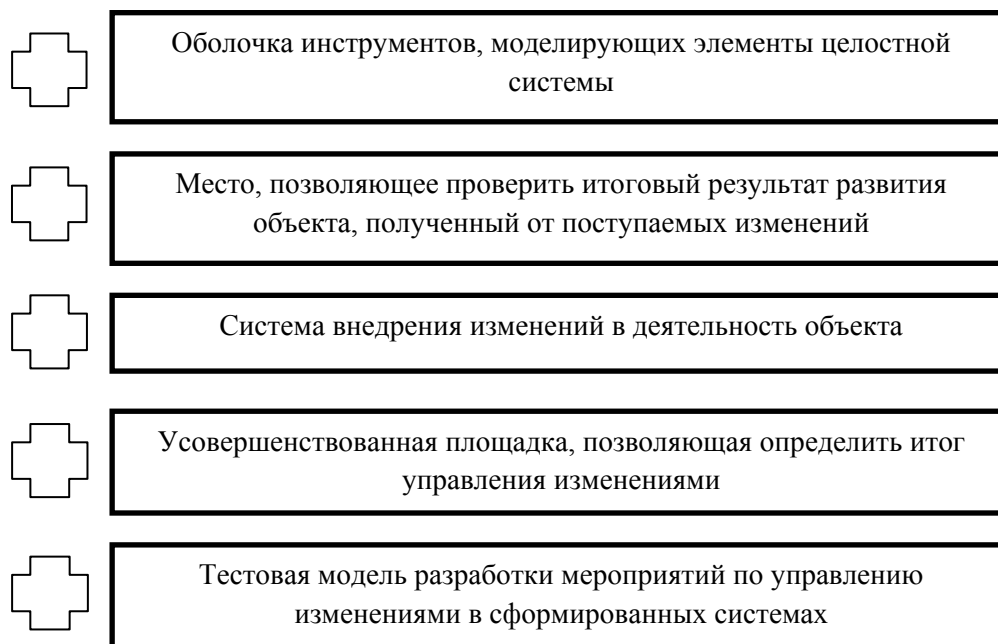 Оболочка инструментов, моделирующих элементы целостной
системы
Место, позволяющее проверить итоговый результат развития
объекта, полученный от поступаемых изменений
Система внедрения изменений в деятельность объекта
Усовершенствованная площадка, позволяющая определить итог
управления изменениями
Тестовая модель разработки мероприятий по управлению
изменениями в сформированных системах